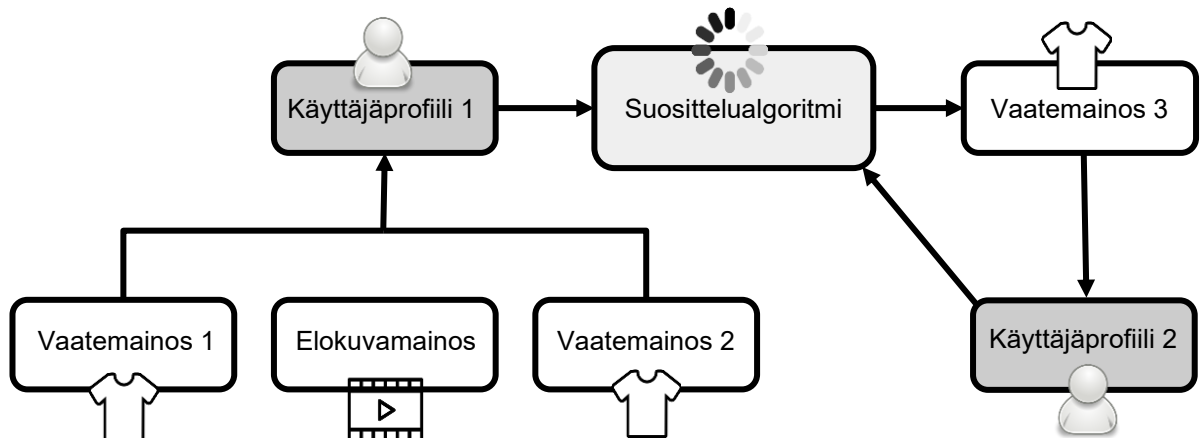 Käyttäjäprofiili 1
Suosittelualgoritmi
Vaatemainos 3
Vaatemainos 1
Elokuvamainos
Vaatemainos 2
Käyttäjäprofiili 2